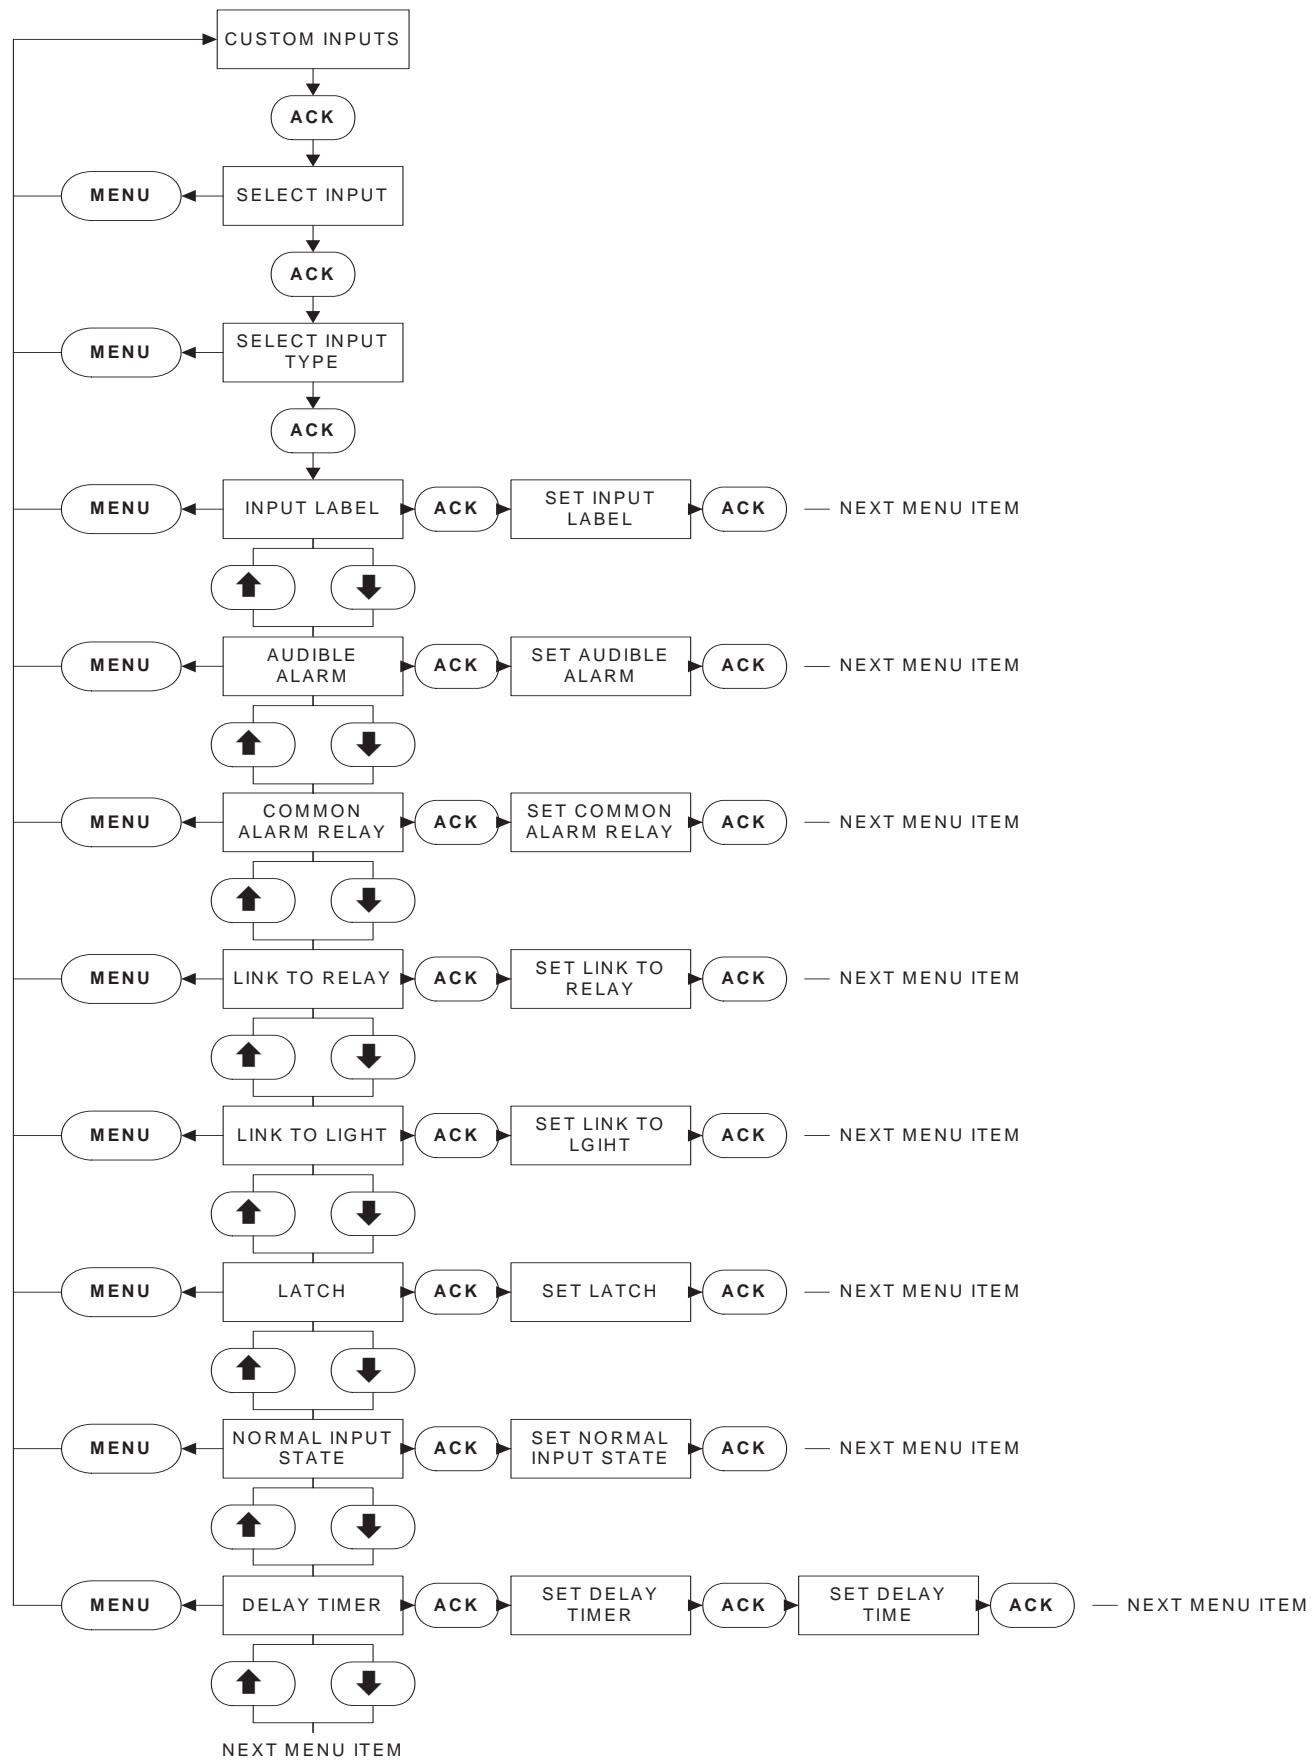 CUSTOM INPUTS
ACK
MENU
SELECT INPUT
ACK
MENU
SELECT INPUT
TYPE
ACK
MENU
INPUT LABEL
ACK
SET INPUT
LABEL
ACK
NEXT MENU ITEM
MENU
AUDIBLE
ALARM
ACK
SET AUDIBLE
ALARM
ACK
NEXT MENU ITEM
MENU
COMMON
ALARM RELAY
ACK
SET COMMON
ALARM RELAY
ACK
NEXT MENU ITEM
MENU
LINK TO RELAY
ACK
SET LINK TO
RELAY
ACK
NEXT MENU ITEM
MENU
LINK TO LIGHT
ACK
SET LINK TO
LGIHT
ACK
NEXT MENU ITEM
MENU
LATCH
ACK
SET LATCH
ACK
NEXT MENU ITEM
MENU
NORMAL INPUT
STATE
ACK
SET NORMAL
INPUT STATE
ACK
NEXT MENU ITEM
MENU
DELAY TIMER
ACK
SET DELAY
TIMER
ACK
SET DELAY
TIME
ACK
NEXT MENU ITEM
NEXT MENU ITEM